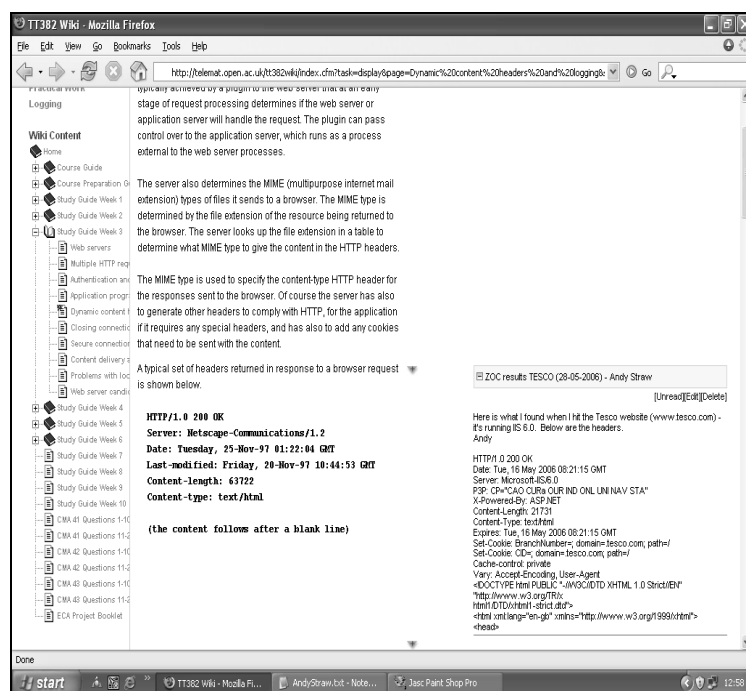 TT382 Wiki - Mozilla Firefox
File Edit View Go Bookmarks Tools Help
http://telemat.open.ac.uk/tt382wiki/index.cfm?task=display&page=Dynamic%20content%20headers%20and%20logging&
Go
Practical Work
Logging
Wiki Content
Home
Course Guide
Course Preparation G
Study Guide Week 1
Study Guide Week 2
Study Guide Week 3
Web servers
Multiple HTTP req
Authentication an
Application progr
Dynamic content
Closing connectio
Secure connection
Content delivery a
Problems with loc
Web server candi
Study Guide Week 4
Study Guide Week 5
Study Guide Week 6
Study Guide Week 7
Study Guide Week 8
Study Guide Week 9
Study Guide Week 10
CMA 41 Questions 1-10
CMA 41 Questions 11-2
CMA 42 Questions 1-10
CMA 42 Questions 11-2
CMA 43 Questions 1-10
CMA 43 Questions 11-2
ECA Project Booklet
typically achieved by a plugin to the web server that at an early
stage of request processing determines if the web server or
application server will handle the request. The plugin can pass
control over to the application server, which runs as a process
external to the web server processes.
The server also determines the MIME (multipurpose internet mail
extension) types of files it sends to a browser. The MIME type is
determined by the file extension of the resource being returned to
the browser. The server looks up the file extension in a table to
determine what MIME type to give the content in the HTTP headers.
The MIME type is used to specify the content-type HTTP header for
the responses sent to the browser. Of course the server has also
to generate other headers to comply with HTTP, for the application
if it requires any special headers, and has also to add any cookies
that need to be sent with the content.
A typical set of headers returned in response to a browser request
is shown below.
HTTP/1.0 200 OK
Server: Netscape-Communications/1.2
Date: Tuesday, 25-Nov-97 01:22:04 GMT
Last-modified: Friday, 20-Nov-97 10:44:53 GMT
Content-length: 63722
Content-type: text/html
(the content follows after a blank line)
ZOC results TESCO (28-05-2006) - Andy Straw
[Unread][Edit][Delete]
Here is what I found when I hit the Tesco website (www.tesco.com) -
it's running IIS 6.0. Below are the headers.
Andy
HTTP/1.0 200 OK
Date: Tue, 16 May 2006 08:21:15 GMT
Server: Microsoft-IIS/6.0
P3P: CP="CAO CURa OUR IND ONL UNI NAV STA"
X-Powered-By: ASP.NET
Content-Length: 21731
Content-Type: text/html
Expires: Tue, 16 May 2006 08:21:15 GMT
Set-Cookie: BranchNumber=; domain=.tesco.com; path=/
Set-Cookie: CID=; domain=.tesco.com; path=/
Cache-control: private
Vary: Accept-Encoding, User-Agent
<!DOCTYPE html PUBLIC "-//W3C//DTD XHTML 1.0 Strict//EN"
"http://www.w3.org/TR/x
html1/DTD/xhtml1-strict.dtd">
<html xml:lang="en-gb" xmlns="http://www.w3.org/1999/xhtml">
<head>
Done
start
TT382 Wiki - Mozilla Fi...
AndyStraw.txt - Note...
Jasc Paint Shop Pro
12:58